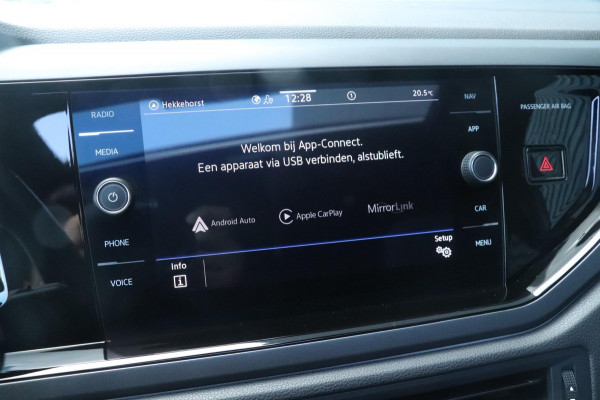 Hekkehorst 12:28 20.5°C
RADIO
MEDIA
PHONE
VOICE
Welkom bij App-Connect.
Een apparaat via USB verbinden, alstublieft.
Android Auto Apple CarPlay MirrorLink
Info
Setup
NAV
APP
CAR
MENU
PASSENGER AIR BAG